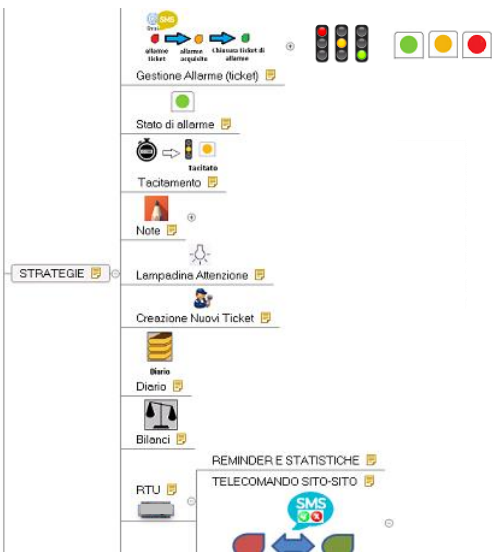 SMS
allarme ticket
allarme acquisito
Chiusura ticket di allarme
Gestione Allarme (ticket)
Stato di allarme
Tacitato
Tacitamento
Note
STRATEGIE
Lampadina Attenzione
Creazione Nuovi Ticket
Diario
Diario
Bilanci
REMINDER E STATISTICHE
RTU
TELECOMANDO SITO-SITO
SMS